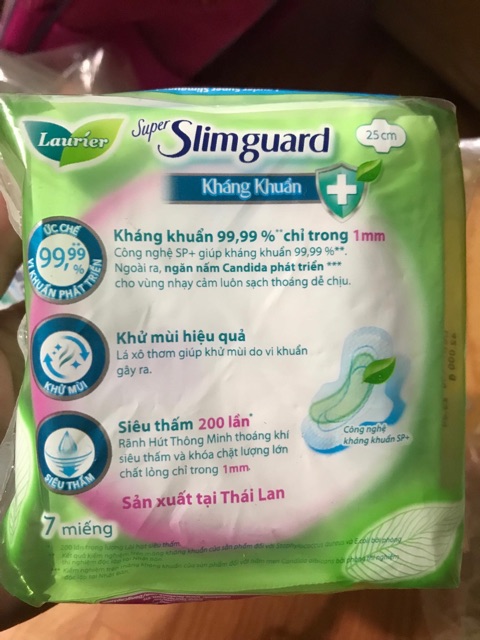 Laurier
Super Slimguard
25cm
Kháng Khuẩn
ỨC CHẾ
99,99%
VI KHUẨN PHÁT TRIỂN
Kháng khuẩn 99,99 %** chỉ trong 1mm
Công nghệ SP+ giúp kháng khuẩn 99,99 %**.
Ngoài ra, ngăn nấm Candida phát triển ***
cho vùng nhạy cảm luôn sạch thoáng dễ chịu.
KHỬ MÙI
Khử mùi hiệu quả
Lá xô thơm giúp khử mùi do vi khuẩn
gây ra.
SIÊU THẤM
Siêu thấm 200 lần*
Rãnh Hút Thông Minh thoáng khí
siêu thấm và khóa chặt lượng lớn
chất lỏng chỉ trong 1mm
Công nghệ
kháng khuẩn SP+
Sản xuất tại Thái Lan
7 miếng